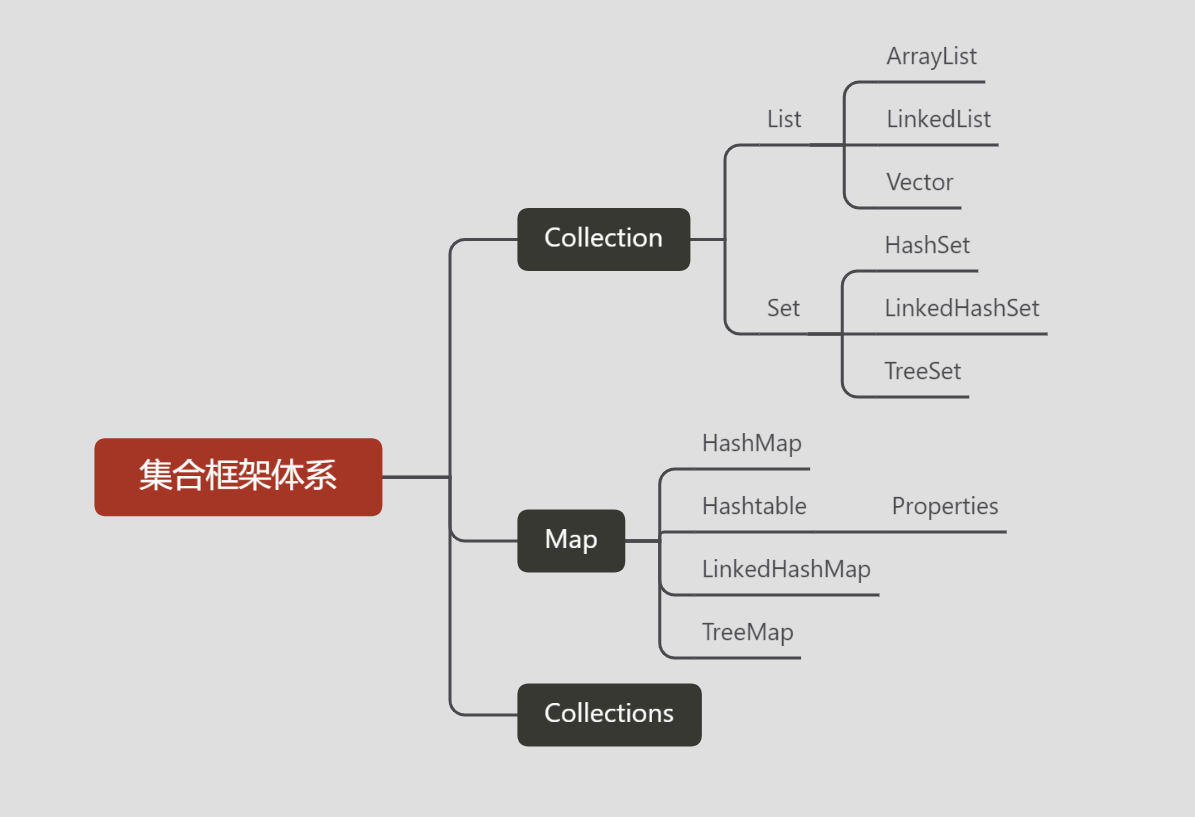 集合框架体系
Collection
List
ArrayList
LinkedList
Vector
Set
HashSet
LinkedHashSet
TreeSet
Map
HashMap
Hashtable
Properties
LinkedHashMap
TreeMap
Collections